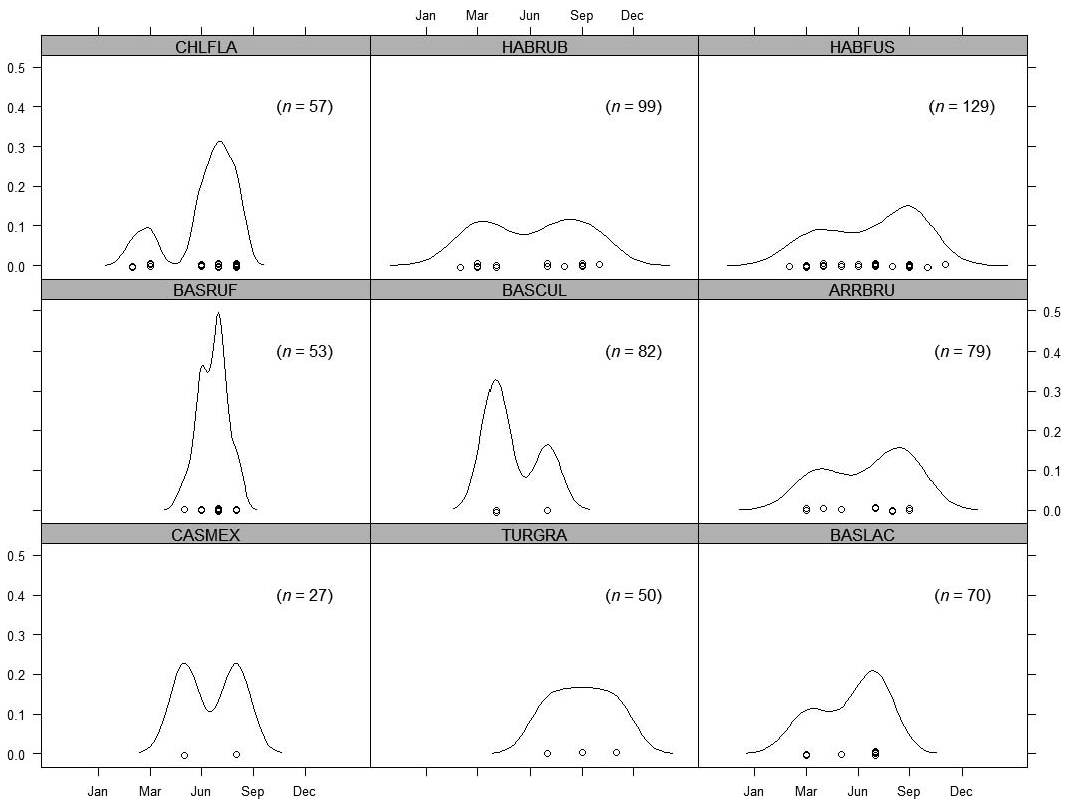 Jan Mar Jun Sep Dec
CHLFLA HABRUB HABFUS
0.5
0.4 (n = 57) (n = 99) (n = 129)
0.3
0.2
0.1
0.0
BASRUF BASCUL ARRBRU
0.5
(n = 53) (n = 82) (n = 79) 0.4
0.3
0.2
0.1
0.0
CASMEX TURGRA BASLAC
0.5
0.4 (n = 27) (n = 50) (n = 70)
0.3
0.2
0.1
0.0
Jan Mar Jun Sep Dec Jan Mar Jun Sep Dec